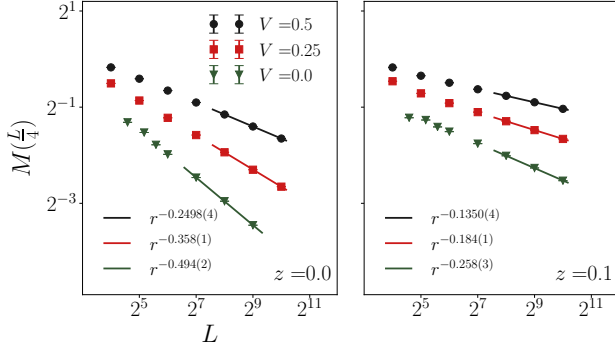 2^1
2^{-1}
2^{-3}
M(\frac{L}{4})
V =0.5
V =0.25
V =0.0
r^{-0.2498(4)}
r^{-0.358(1)}
r^{-0.494(2)}
z =0.0
2^5 2^7 2^9 2^{11}
L
r^{-0.1350(4)}
r^{-0.184(1)}
r^{-0.258(3)}
z =0.1
2^5 2^7 2^9 2^{11}